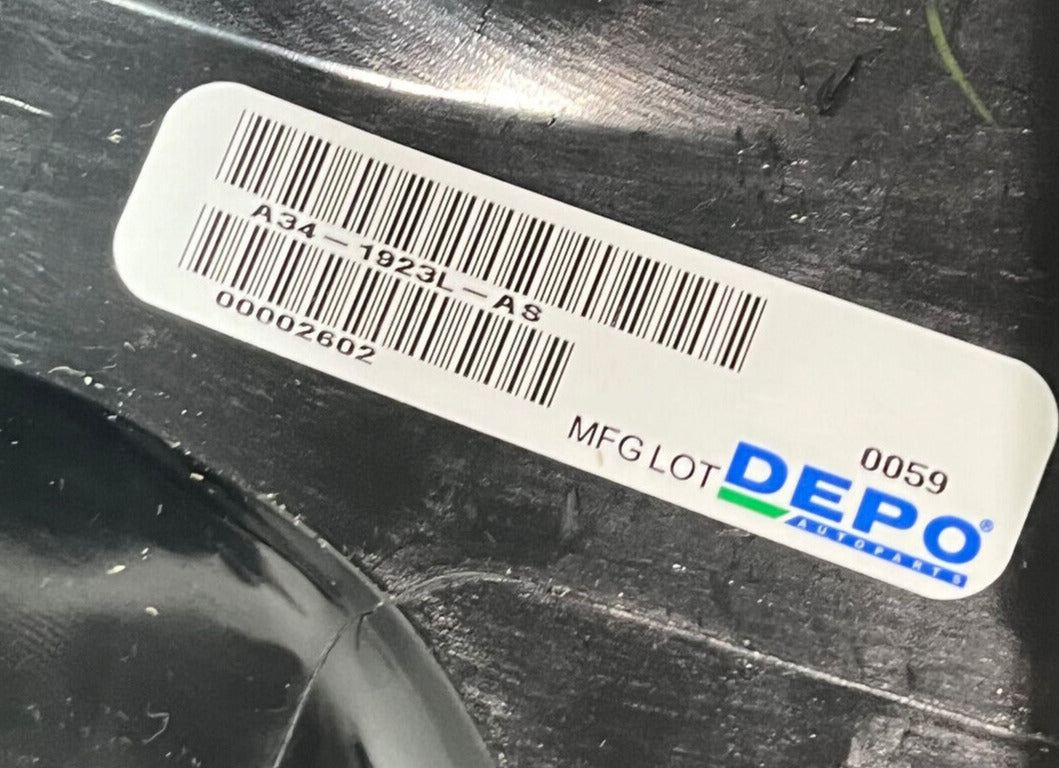 A34-1923L-AS
00002602
MFG LOT
0059
DEPO®
AUTOPARTS